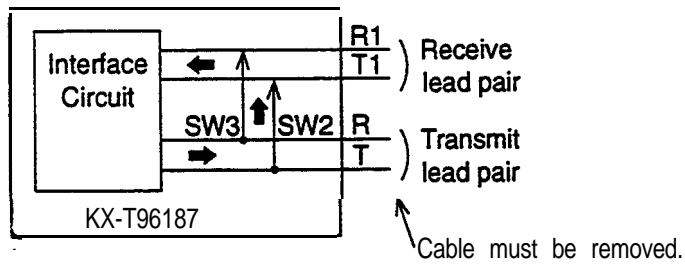 R1
T1
Receive
lead pair
Interface
Circuit
SW3
SW2
R
T
Transmit
lead pair
KX-T96187
Cable must be removed.